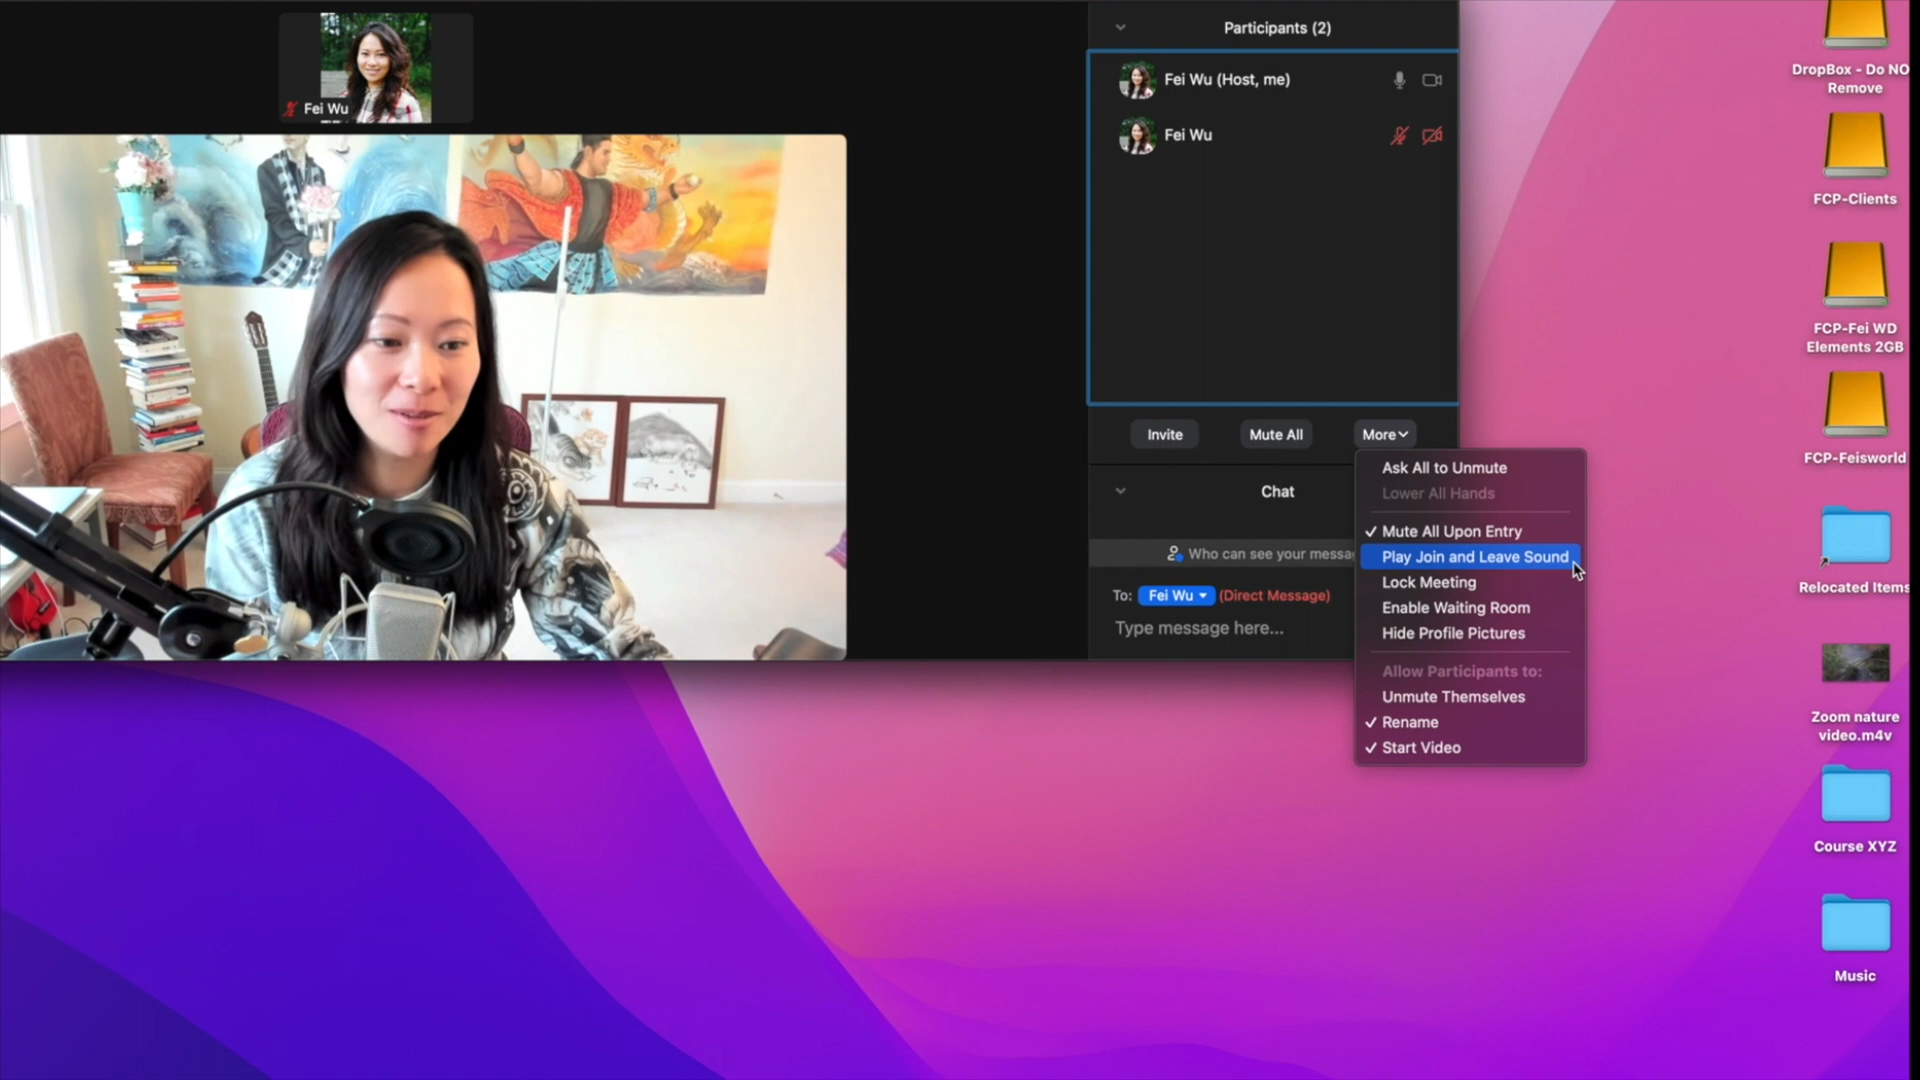 Fei Wu
Participants (2)
Fei Wu (Host, me)
Fei Wu
Invite
Mute All
More
Chat
Who can see your messag
To: Fei Wu (Direct Message)
Type message here...
Ask All to Unmute
Lower All Hands
Mute All Upon Entry
Play Join and Leave Sound
Lock Meeting
Enable Waiting Room
Hide Profile Pictures
Allow Participants to:
Unmute Themselves
Rename
Start Video
DropBox - Do NO
Remove
FCP-Clients
FCP-Fei WD
Elements 2GB
FCP-Feisworld
Relocated Items
Zoom nature
video.m4v
Course XYZ
Music